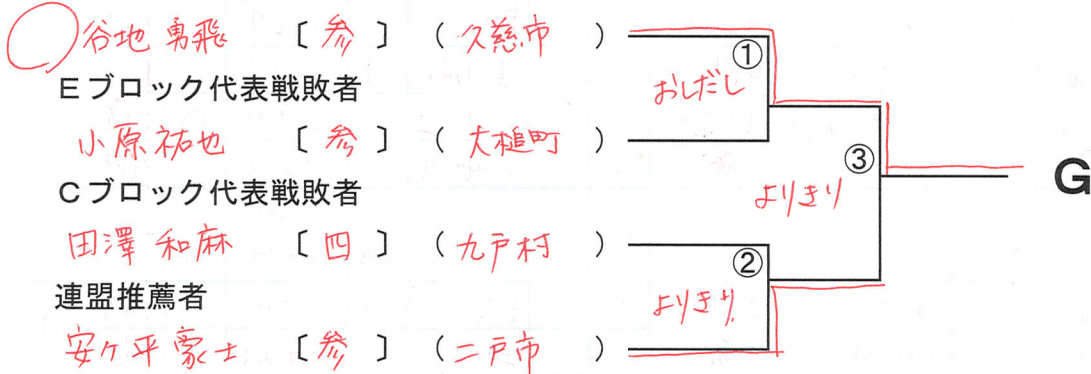 谷地 勇飛 〔 参 〕 ( 久慈市 )
①
おしだし
Eブロック代表戦敗者
小原祐也 〔 参 〕 ( 大槌町 )
Cブロック代表戦敗者
③
よりきり
G
田澤 和麻 〔 四 〕 ( 九戸村 )
②
よりきり
連盟推薦者
安ケ平豪士 〔 参 〕 ( 二戸市 )